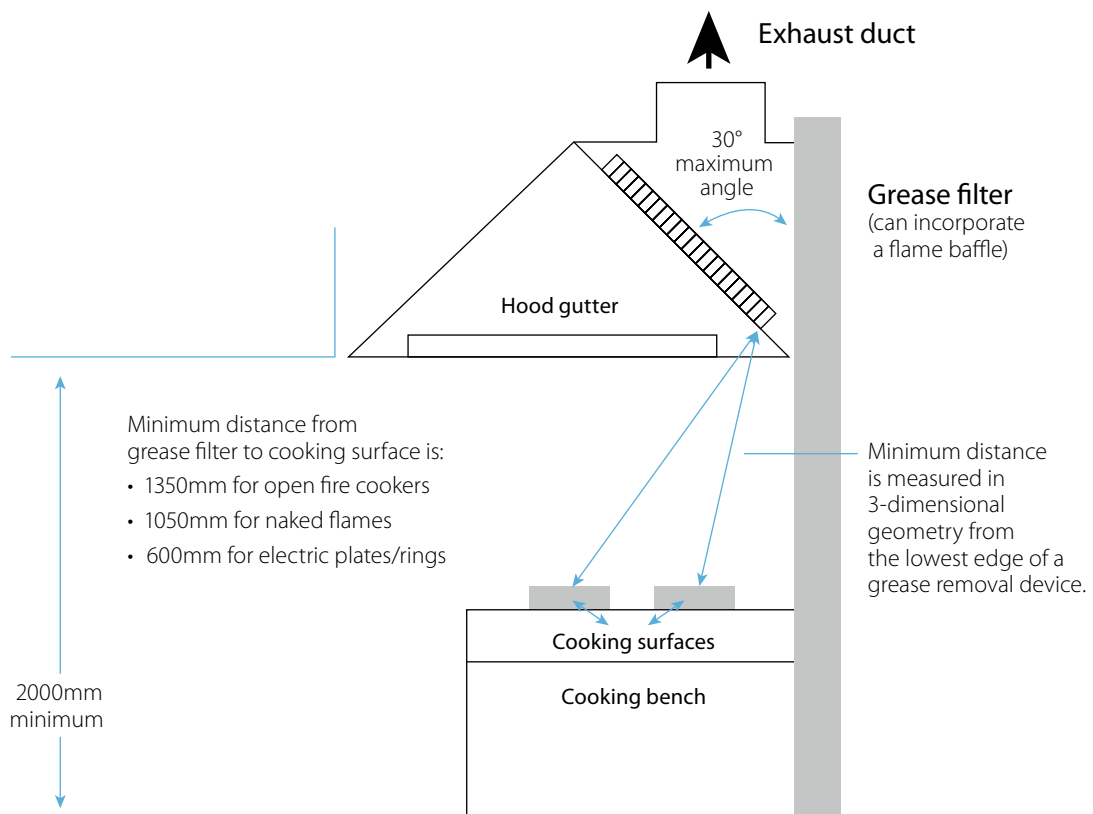 Exhaust duct
30°
maximum
angle
Grease filter
(can incorporate
a flame baffle)
Hood gutter
Minimum distance from
grease filter to cooking surface is:
• 1350mm for open fire cookers
• 1050mm for naked flames
• 600mm for electric plates/rings
Minimum distance
is measured in
3-dimensional
geometry from
the lowest edge of a
grease removal device.
Cooking surfaces
Cooking bench
2000mm
minimum